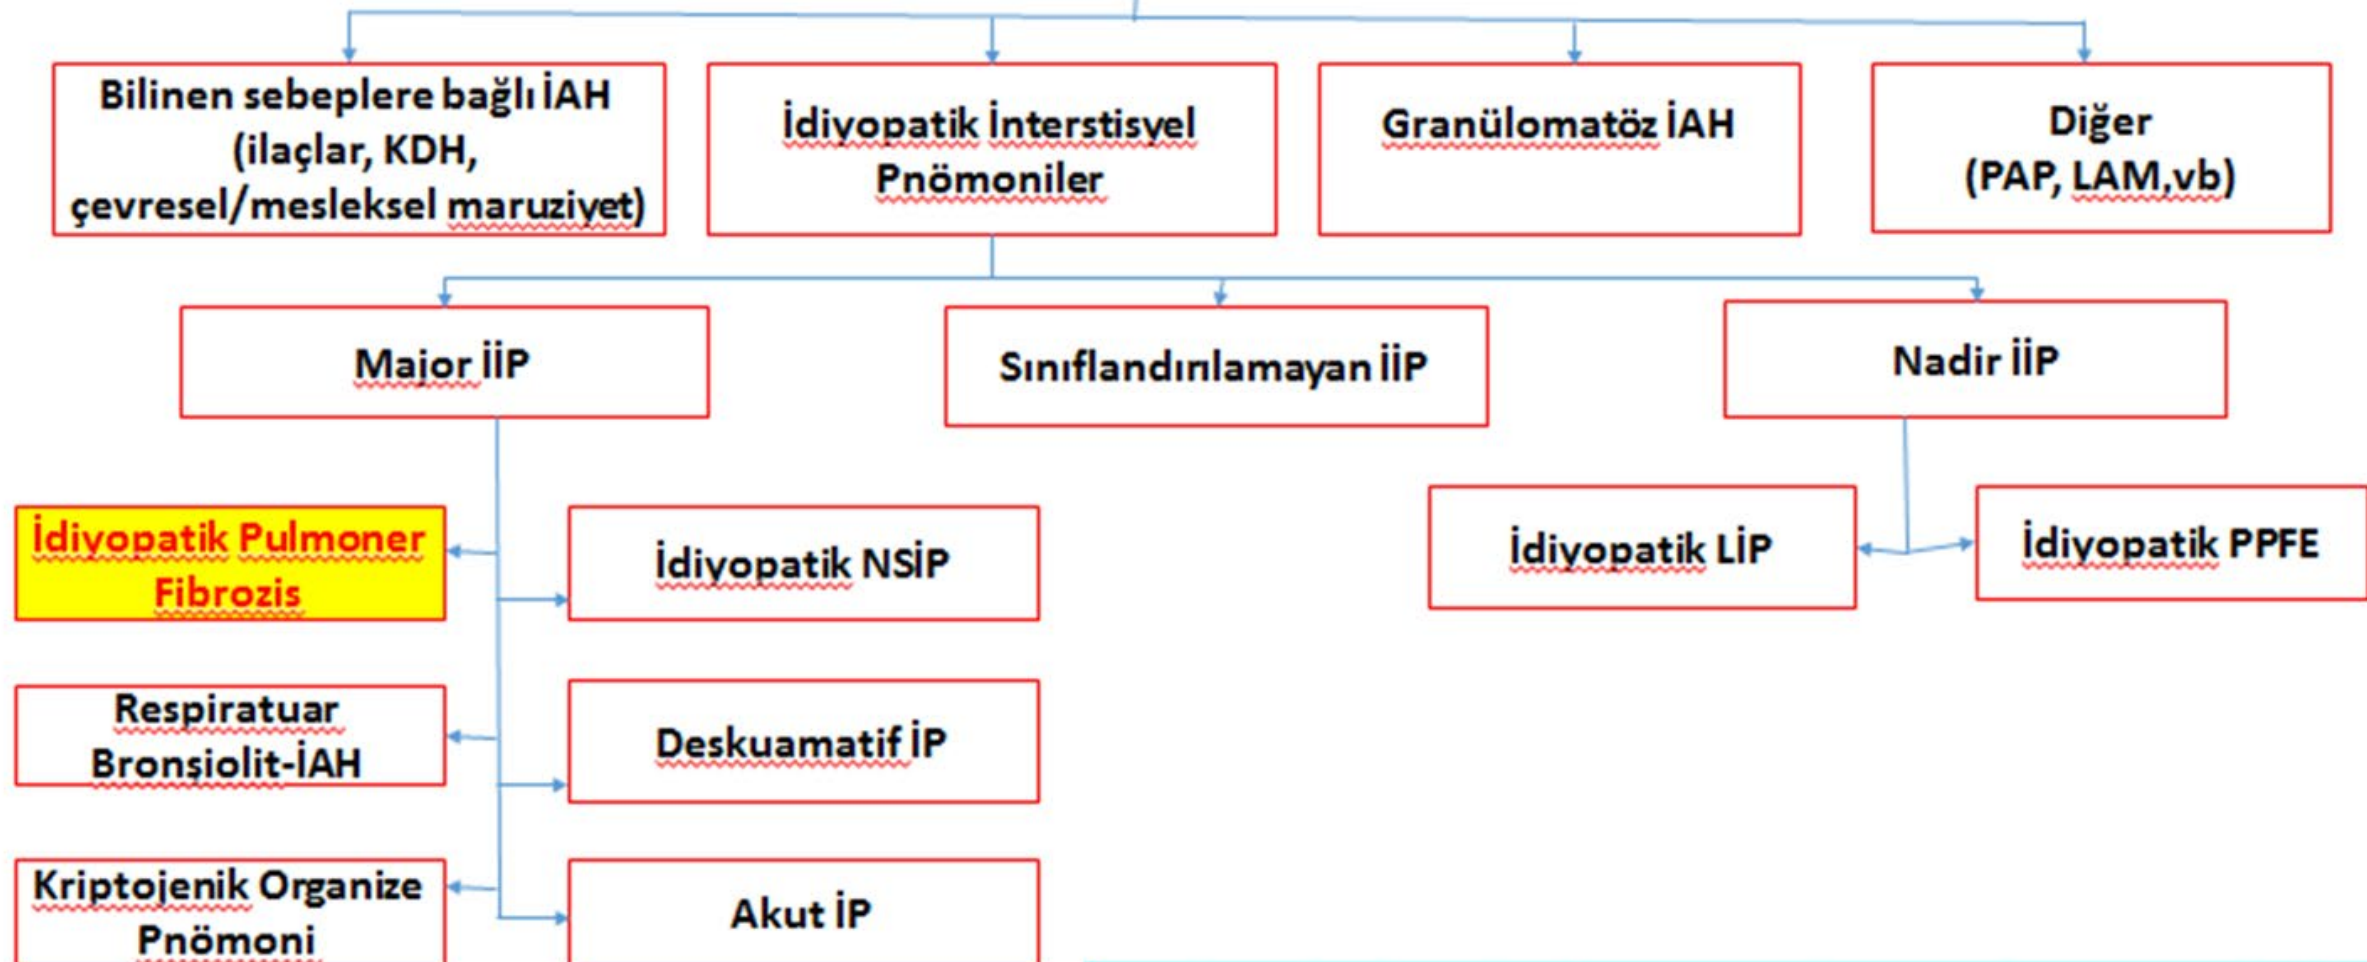 Bilinen sebeplere bağlı İAH
(ilaçlar, KDH,
çevresel/mesleksel maruziyet)
İdiyopatik İnterstisyel
Pnömoniler
Granülomatöz İAH
Diğer
(PAP, LAM,vb)
Major İİP
Sınıflandırılamayan İİP
Nadir İİP
İdiyopatik Pulmoner
Fibrozis
İdiyopatik NSİP
İdiyopatik LİP
İdiyopatik PPFE
Respiratuar
Bronşiolit-İAH
Deskuamatif İP
Kriptojenik Organize
Pnömoni
Akut İP